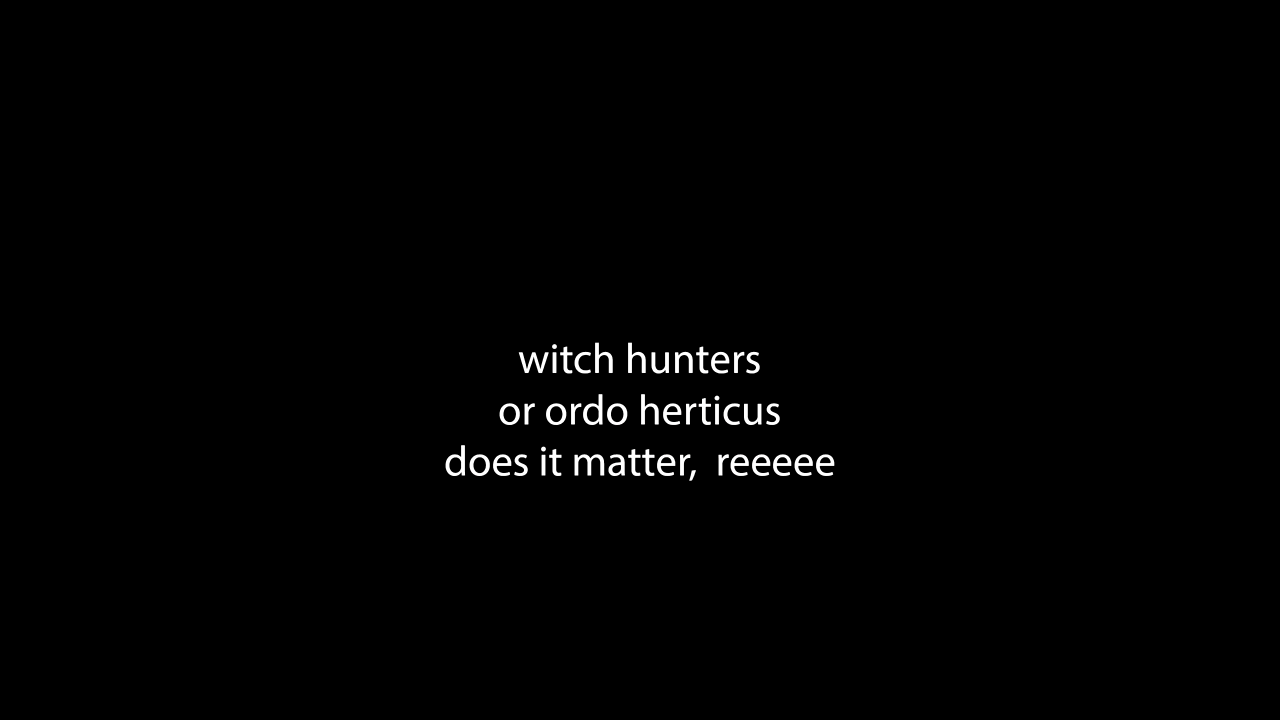 witch hunters
or ordo herticus
does it matter,  reeeee